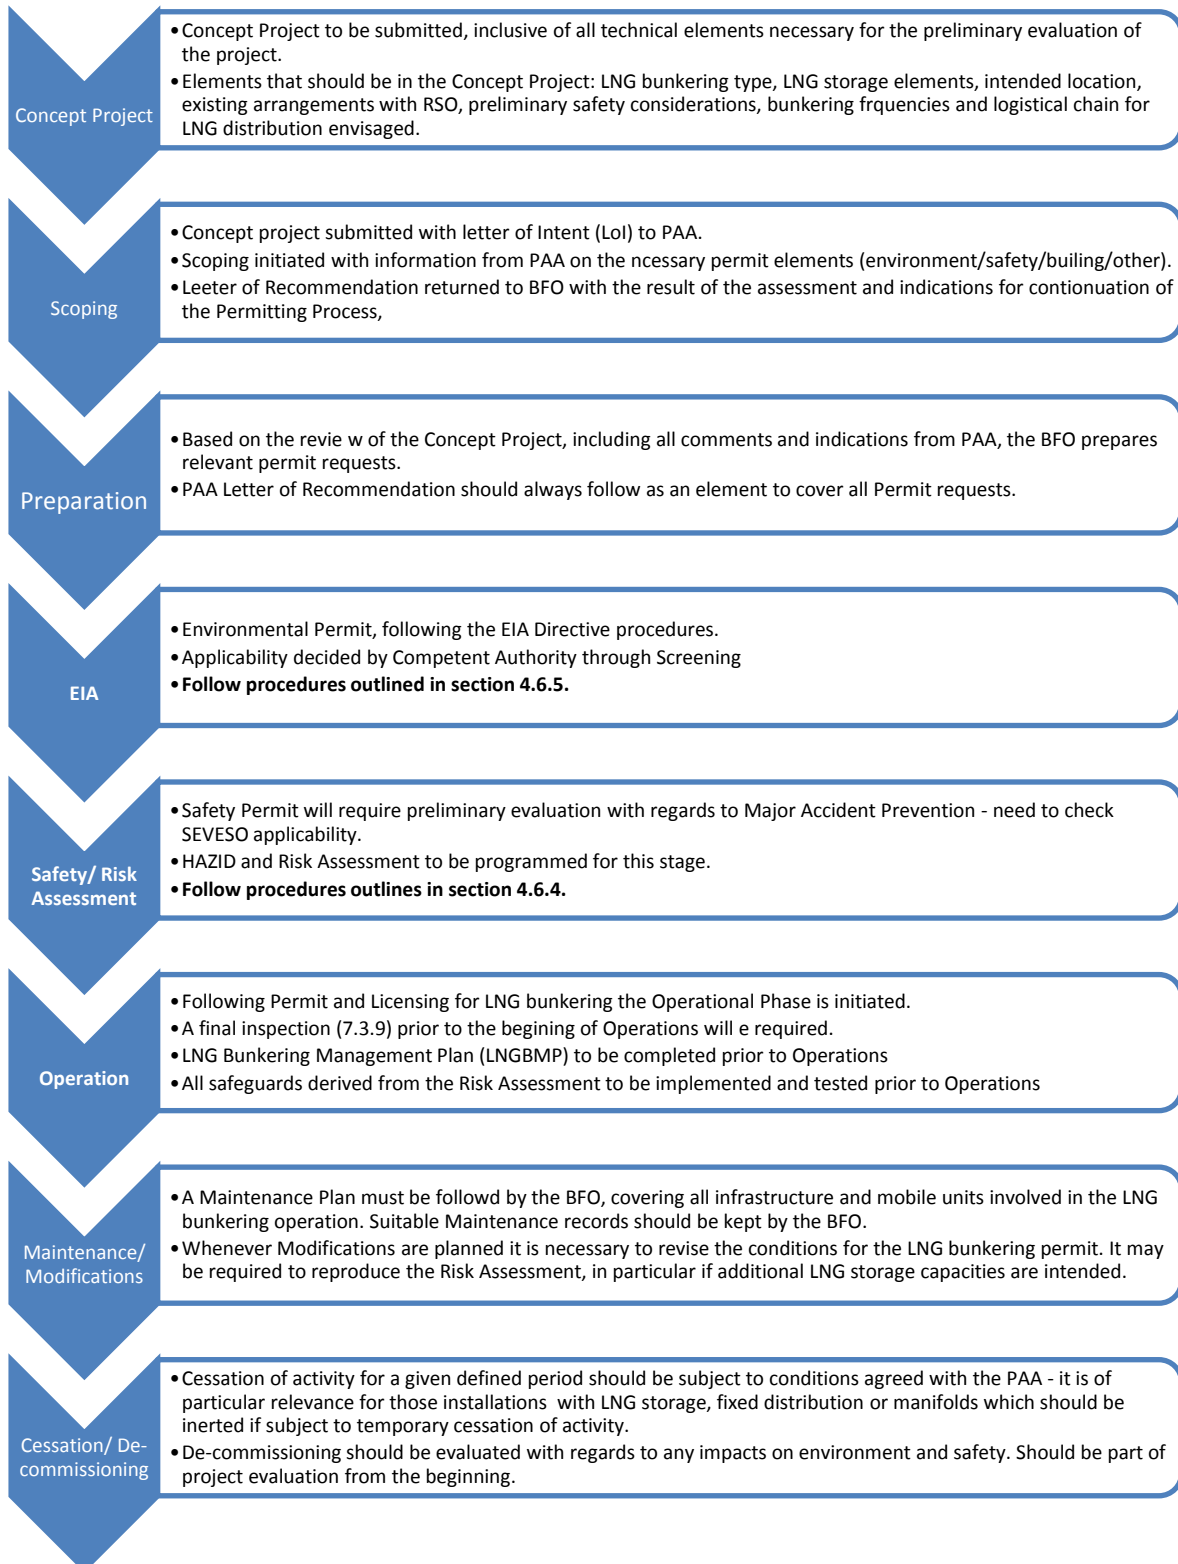 Concept Project
•Concept Project to be submitted, inclusive of all technical elements necessary for the preliminary evaluation of
the project.
•Elements that should be in the Concept Project: LNG bunkering type, LNG storage elements, intended location,
existing arrangements with RSO, preliminary safety considerations, bunkering frquencies and logistical chain for
LNG distribution envisaged.
Scoping
•Concept project submitted with letter of Intent (LoI) to PAA.
•Scoping initiated with information from PAA on the ncessary permit elements (environment/safety/builing/other).
•Leeter of Recommendation returned to BFO with the result of the assessment and indications for contionuation of
the Permitting Process,
Preparation
•Based on the revie w of the Concept Project, including all comments and indications from PAA, the BFO prepares
relevant permit requests.
•PAA Letter of Recommendation should always follow as an element to cover all Permit requests.
EIA
•Environmental Permit, following the EIA Directive procedures.
•Applicability decided by Competent Authority through Screening
•Follow procedures outlined in section 4.6.5.
Safety/ Risk
Assessment
•Safety Permit will require preliminary evaluation with regards to Major Accident Prevention - need to check
SEVESO applicability.
•HAZID and Risk Assessment to be programmed for this stage.
•Follow procedures outlines in section 4.6.4.
Operation
•Following Permit and Licensing for LNG bunkering the Operational Phase is initiated.
•A final inspection (7.3.9) prior to the begining of Operations will e required.
•LNG Bunkering Management Plan (LNGBMP) to be completed prior to Operations
•All safeguards derived from the Risk Assessment to be implemented and tested prior to Operations
Maintenance/
Modifications
•A Maintenance Plan must be followd by the BFO, covering all infrastructure and mobile units involved in the LNG
bunkering operation. Suitable Maintenance records should be kept by the BFO.
•Whenever Modifications are planned it is necessary to revise the conditions for the LNG bunkering permit. It may
be required to reproduce the Risk Assessment, in particular if additional LNG storage capacities are intended.
Cessation/ De-
commissioning
•Cessation of activity for a given defined period should be subject to conditions agreed with the PAA - it is of
particular relevance for those installations with LNG storage, fixed distribution or manifolds which should be
inerted if subject to temporary cessation of activity.
•De-commissioning should be evaluated with regards to any impacts on environment and safety. Should be part of
project evaluation from the beginning.